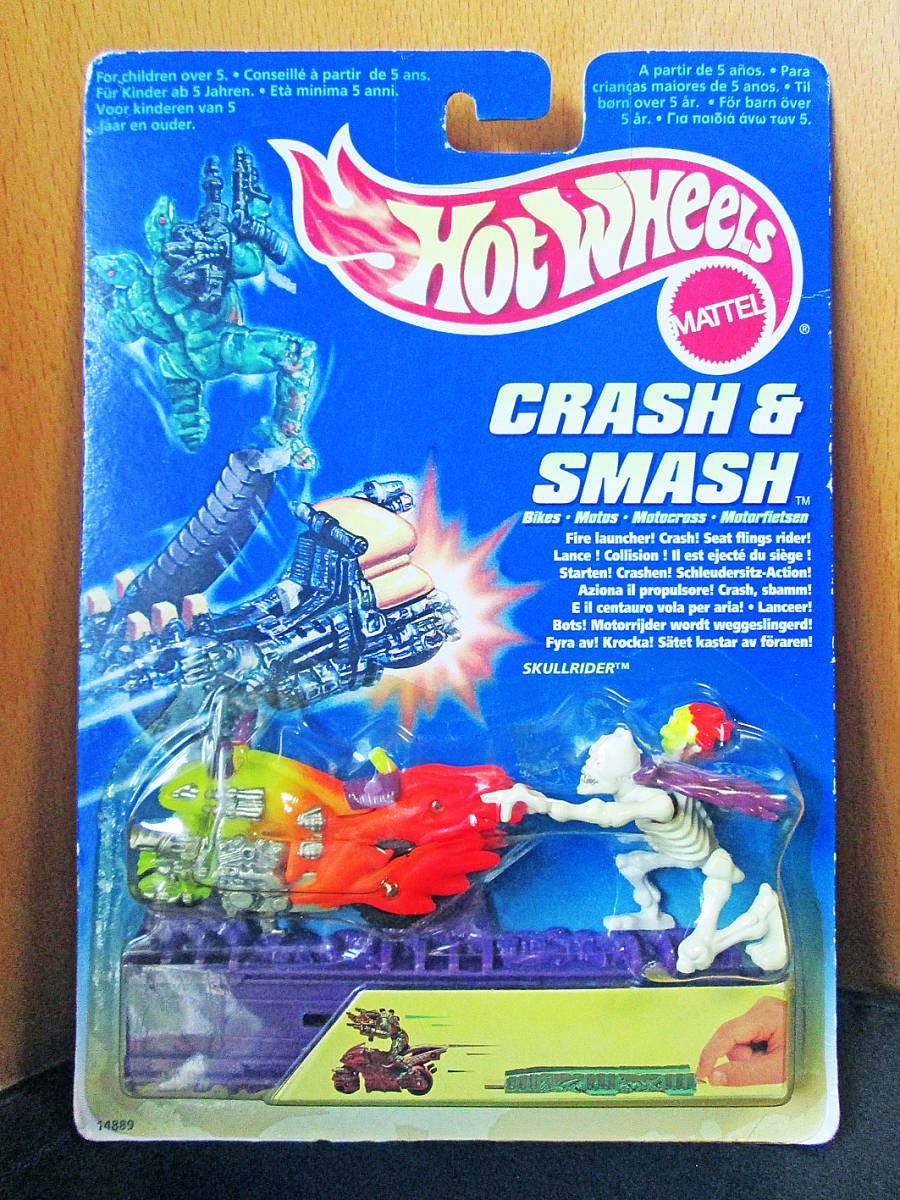 For children over 5. • Conseillé à partir de 5 ans.
Für Kinder ab 5 Jahren. • Età minima 5 anni.
Voor kinderen van 5
jaar en ouder.
A partir de 5 años. • Para
crianças maiores de 5 anos. • Til
børn over 5 år. • För barn över
5 år. • Για παιδιά άνω των 5.
HOT WHEELS
MATTEL
®
CRASH &
SMASH™
Bikes • Motos • Motocross • Motorfietsen
Fire launcher! Crash! Seat flings rider!
Lance ! Collision ! Il est ejecté du siège !
Starten! Crashen! Schleudersitz-Action!
Aziona il propulsore! Crash, sbamm!
E il centauro vola per aria! • Lanceer!
Bots! Motorrijder wordt weggeslingerd!
Fyra av! Krocka! Sätet kastar av föraren!
SKULLRIDER™
14889